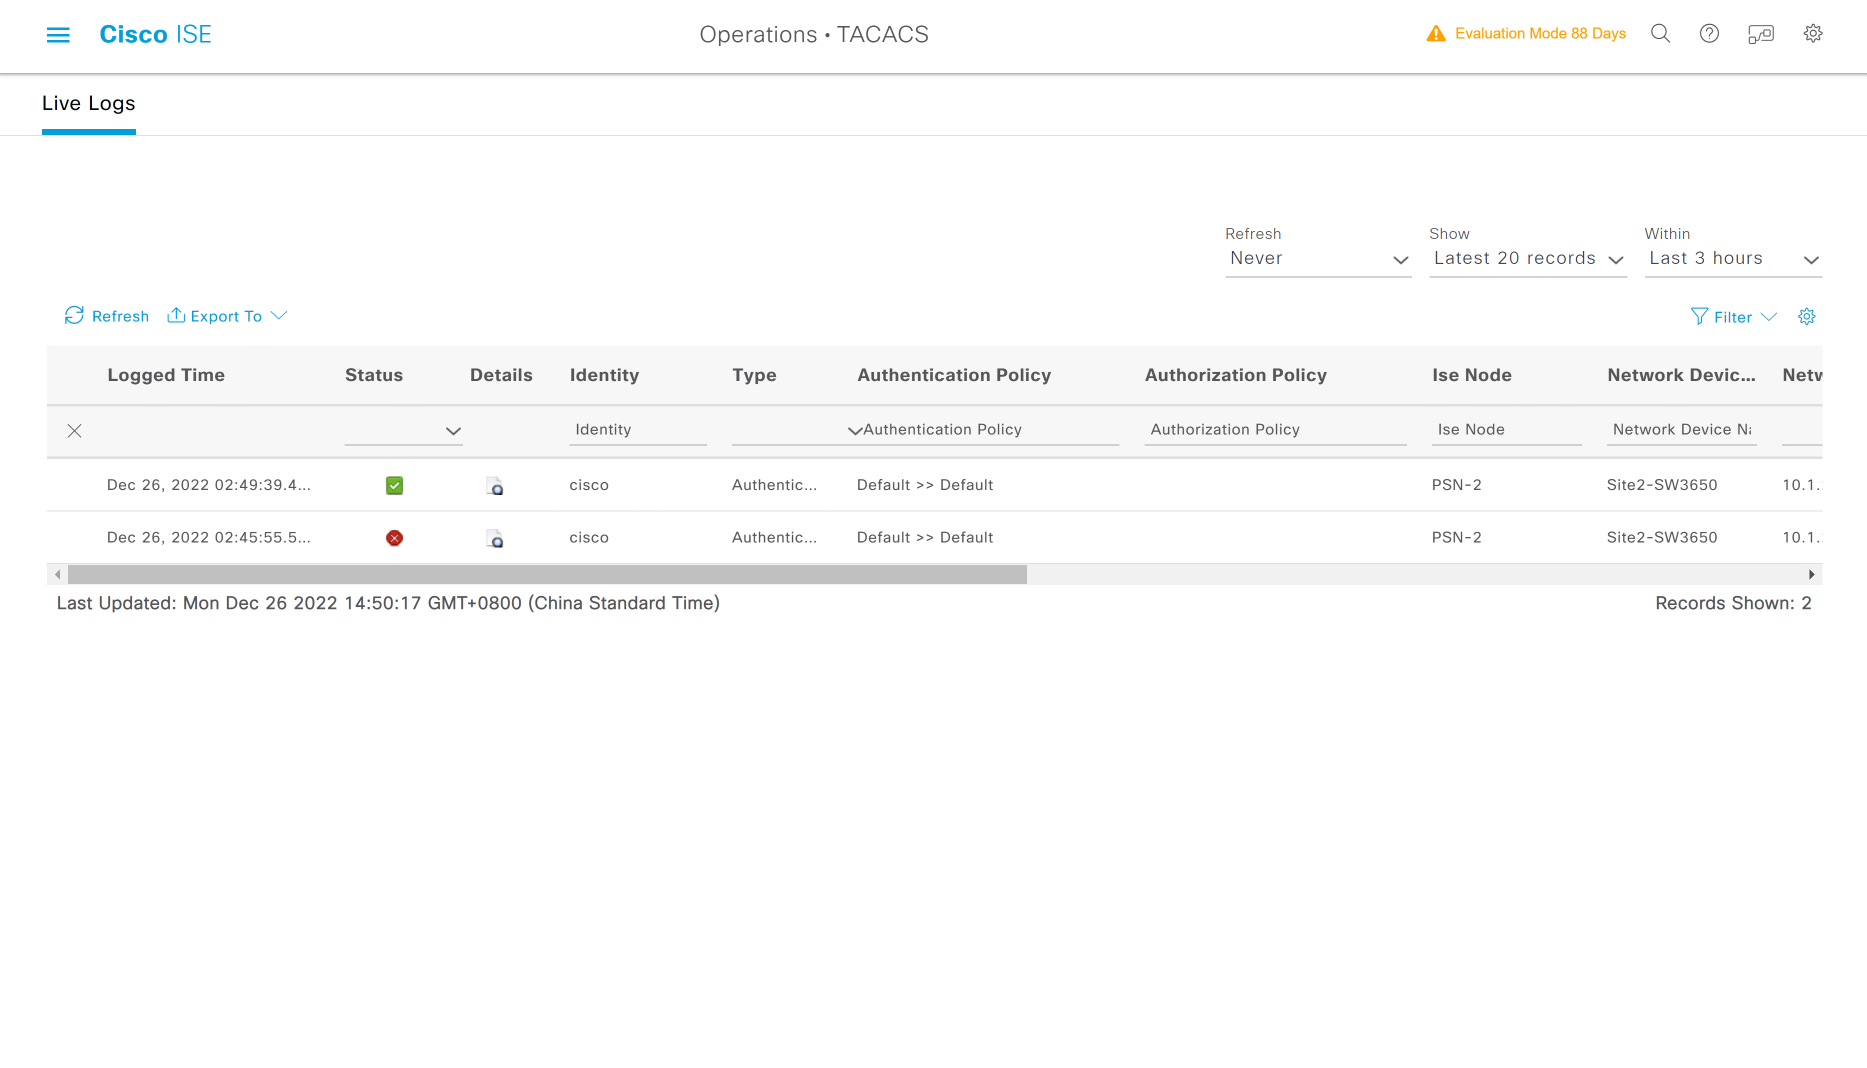 Cisco ISE
Operations • TACACS
Evaluation Mode 88 Days
Live Logs
Refresh
Show
Within
Never
Latest 20 records
Last 3 hours
Refresh
Export To
Filter
Logged Time Status Details Identity Type Authentication Policy Authorization Policy Ise Node Network Devic... Netw
Identity Authentication Policy Authorization Policy Ise Node Network Device Na
Dec 26, 2022 02:49:39.4... cisco Authentic... Default >> Default PSN-2 Site2-SW3650 10.1.
Dec 26, 2022 02:45:55.5... cisco Authentic... Default >> Default PSN-2 Site2-SW3650 10.1.
Last Updated: Mon Dec 26 2022 14:50:17 GMT+0800 (China Standard Time)
Records Shown: 2